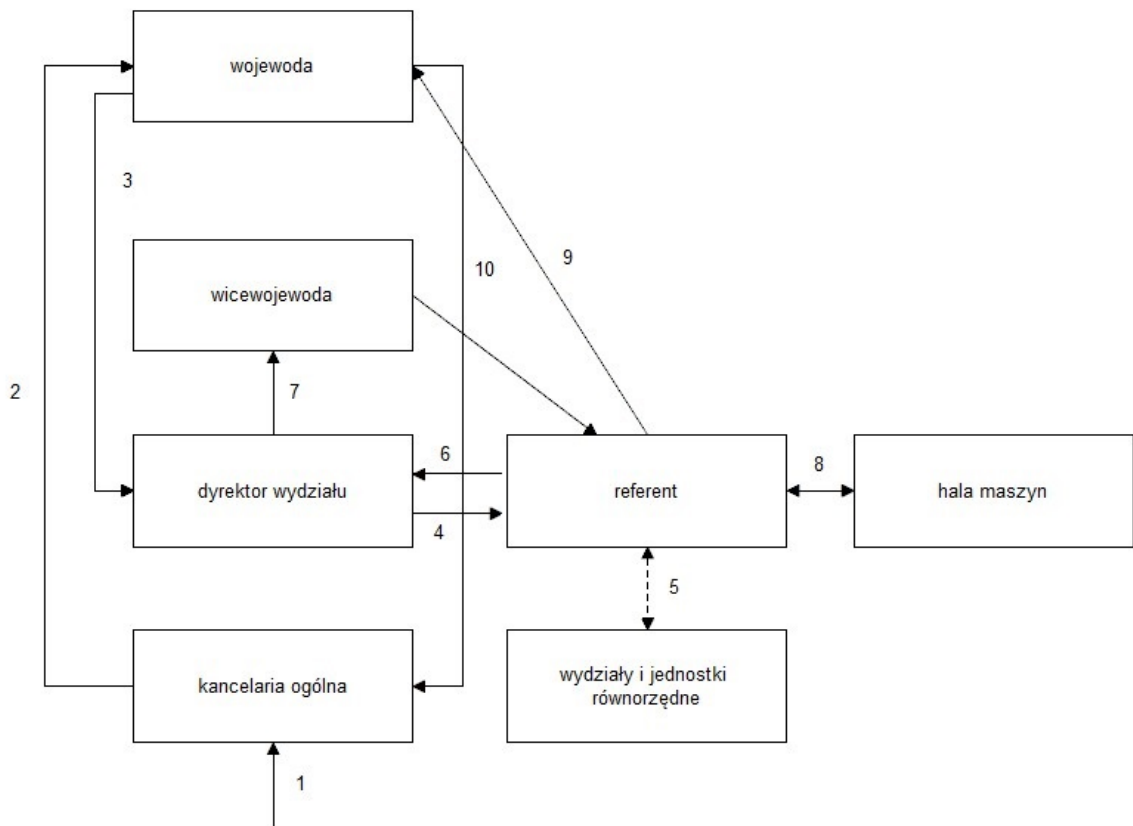 wojewoda
3
10
9
wicewojewoda
2
7
dyrektor wydziału
6
4
referent
8
hala maszyn
5
kancelaria ogólna
wydziały i jednostki
równorzędne
1